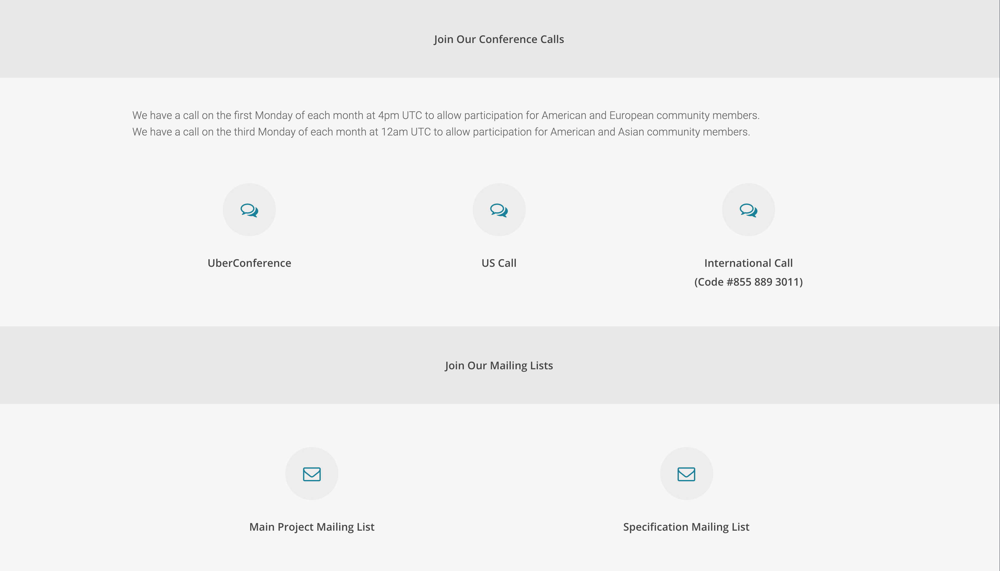 Join Our Conference Calls
We have a call on the first Monday of each month at 4pm UTC to allow participation for American and European community members.
We have a call on the third Monday of each month at 12am UTC to allow participation for American and Asian community members.
UberConference
US Call
International Call
(Code #855 889 3011)
Join Our Mailing Lists
Main Project Mailing List
Specification Mailing List